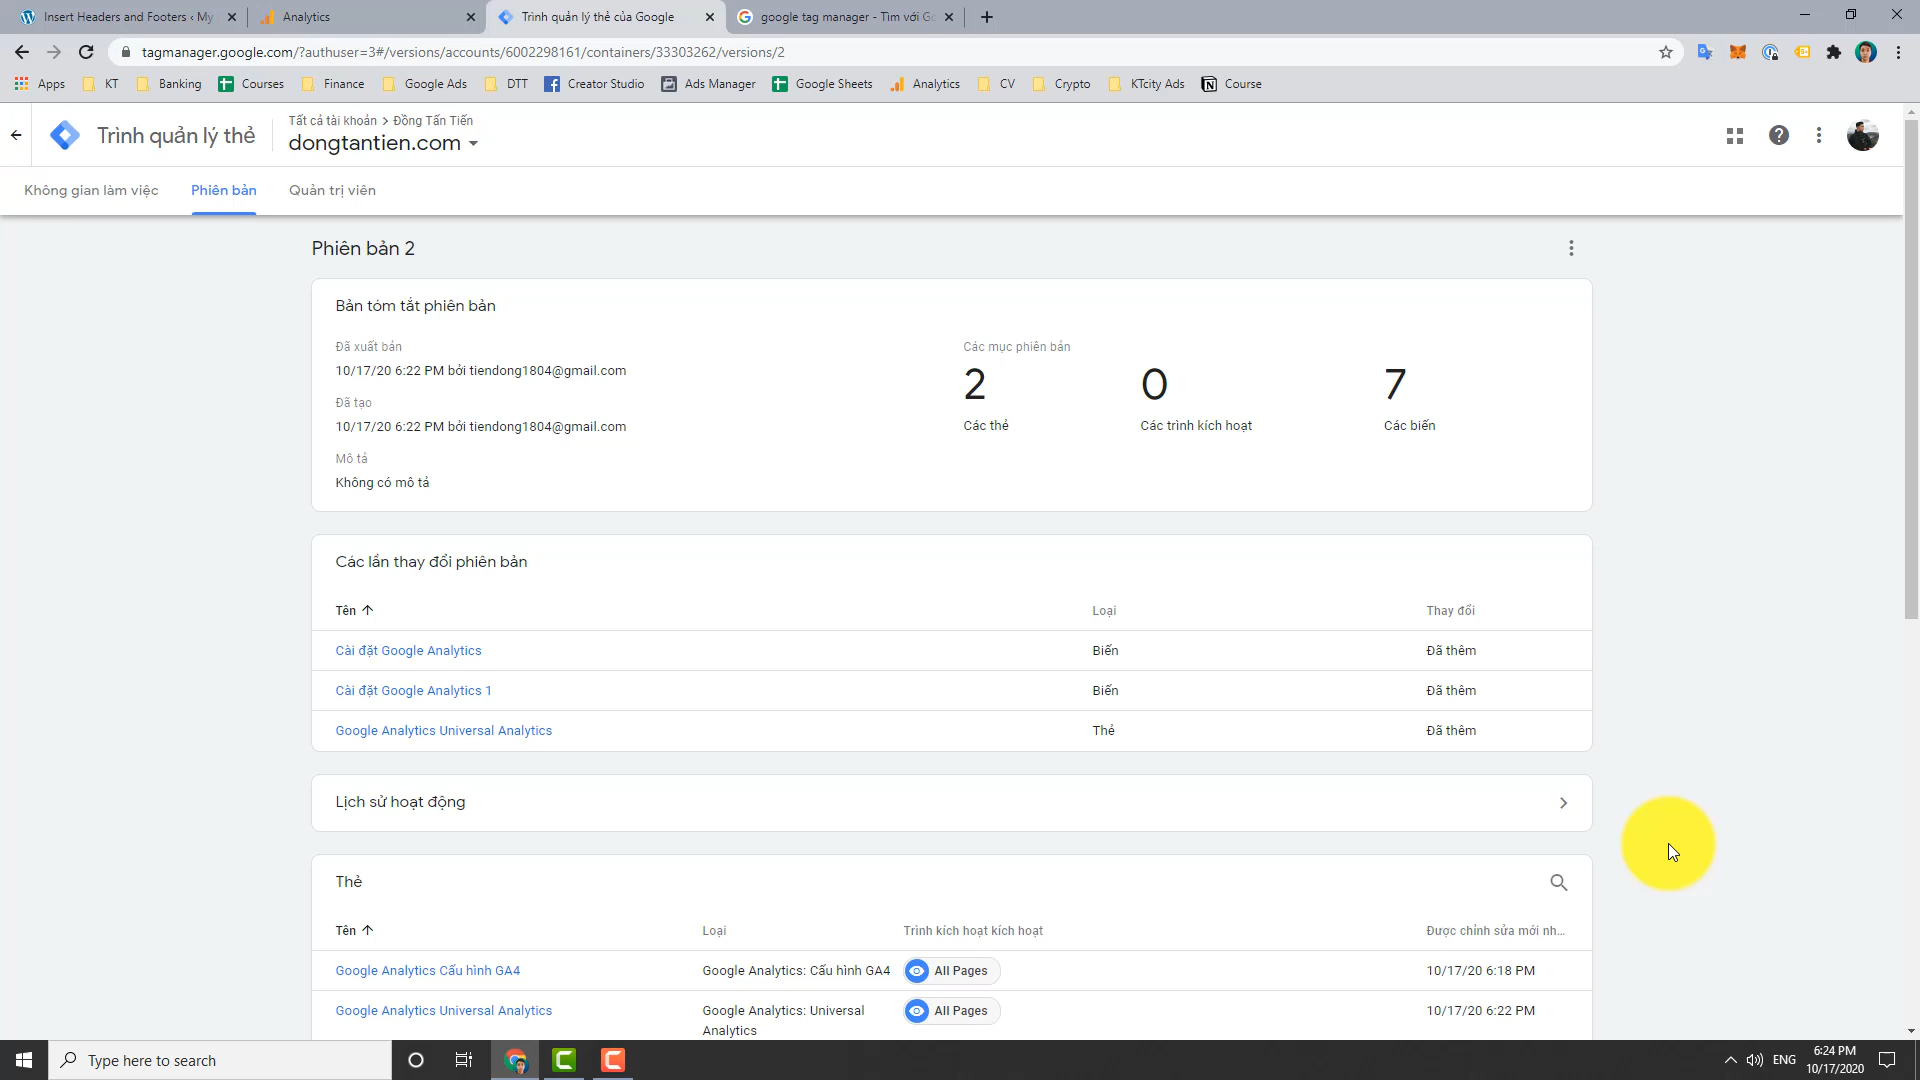 Insert Headers and Footers ‹ My
Analytics
Trình quản lý thẻ của Google
google tag manager - Tìm với Go
tagmanager.google.com/?authuser=3#/versions/accounts/6002298161/containers/33303262/versions/2
Apps
KT
Banking
Courses
Finance
Google Ads
DTT
Creator Studio
Ads Manager
Google Sheets
Analytics
CV
Crypto
KTcity Ads
Course
Trình quản lý thẻ
Tất cả tài khoản > Đồng Tấn Tiến
dongtantien.com
Không gian làm việc
Phiên bản
Quản trị viên
Phiên bản 2
Bản tóm tắt phiên bản
Đã xuất bản
10/17/20 6:22 PM bởi tiendong1804@gmail.com
Đã tạo
10/17/20 6:22 PM bởi tiendong1804@gmail.com
Mô tả
Không có mô tả
Các mục phiên bản
2
Các thẻ
0
Các trình kích hoạt
7
Các biến
Các lần thay đổi phiên bản
Tên
Loại
Thay đổi
Cài đặt Google Analytics
Biến
Đã thêm
Cài đặt Google Analytics 1
Biến
Đã thêm
Google Analytics Universal Analytics
Thẻ
Đã thêm
Lịch sử hoạt động
Thẻ
Tên
Loại
Trình kích hoạt kích hoạt
Được chỉnh sửa mới nh...
Google Analytics Cấu hình GA4
Google Analytics: Cấu hình GA4
All Pages
10/17/20 6:18 PM
Google Analytics Universal Analytics
Google Analytics: Universal
Analytics
All Pages
10/17/20 6:22 PM
Type here to search
ENG
6:24 PM
10/17/2020